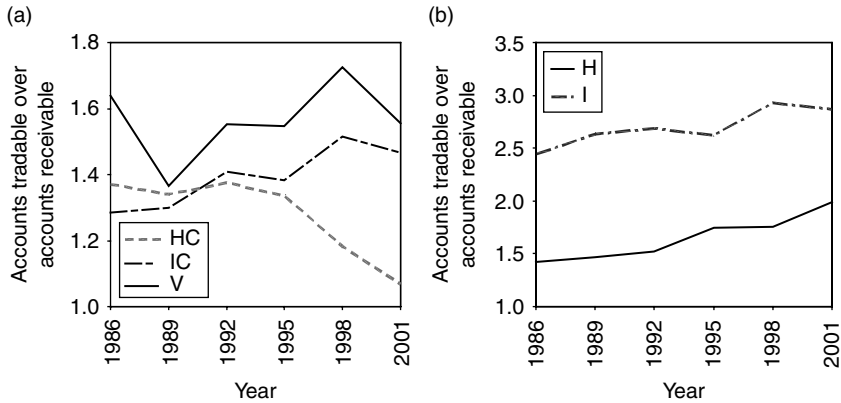 (a)
Accounts tradable over
accounts receivable
1.8
1.6
1.4
1.2
1.0
HC
IC
V
1986
1989
1992
1995
1998
2001
Year
(b)
Accounts tradable over
accounts receivable
3.5
3.0
2.5
2.0
1.5
1.0
H
I
1986
1989
1992
1995
1998
2001
Year